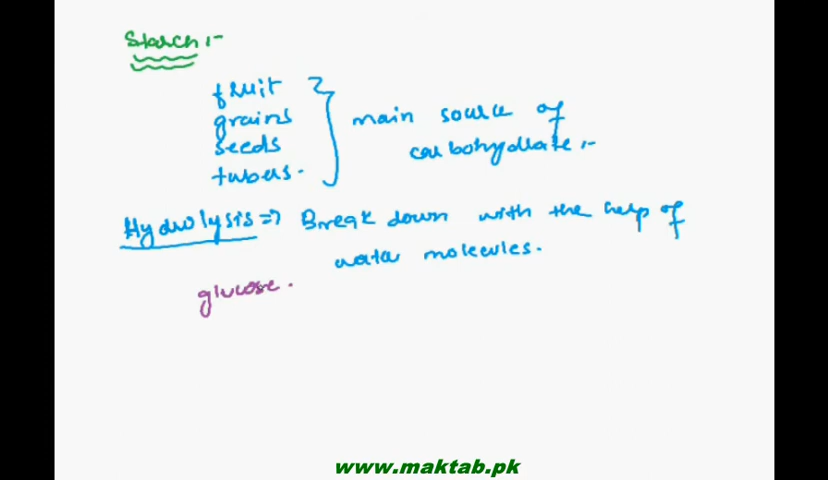 Starch :-
fruit
grains
seeds
tubers.
main source of
carbohydrate :-
Hydrolysis => Break down with the help of
water molecules.
glucose.
www.maktab.pk